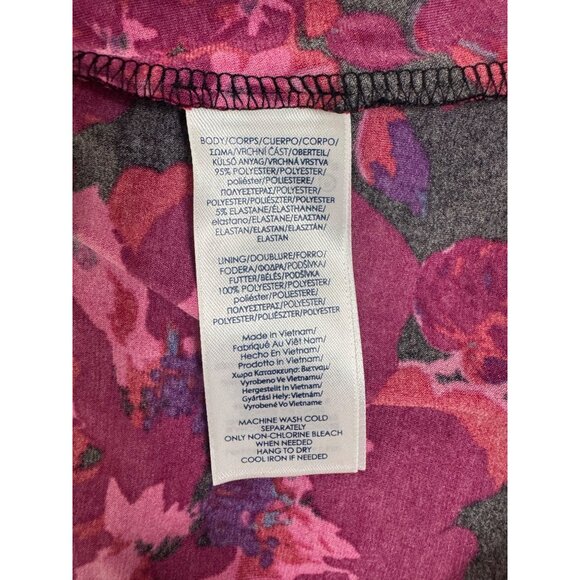 BODY/CORPS/CUERPO/CORPO/
ΣΩΜΑ/VRCHNÍ ČÁST/OBERTEIL/
KÜLSŐ ANYAG/VRCHNÁ VRSTVA
95% POLYESTER/POLYESTER/
poliéster/POLIESTERE/
ΠΟΛΥΕΣΤΕΡΑΣ/POLYESTER/
POLYESTER/POLIÉSZTER/POLYESTER
5% ELASTANE/ÉLASTHANNE/
elastano/ELASTANE/ΕΛΑΣΤΑΝ/
ELASTAN/ELASTAN/ELASZTÁN/
ELASTAN
LINING/DOUBLURE/FORRO/
FODERA/ΦΟΔΡΑ/PODŠÍVKA/
FUTTER/BÉLÉS/PODŠÍVKA
100% POLYESTER/POLYESTER/
poliéster/POLIESTERE/
ΠΟΛΥΕΣΤΕΡΑΣ/POLYESTER/
POLYESTER/POLIÉSZTER/POLYESTER
Made in Vietnam/
Fabriqué Au Viêt Nam/
Hecho En Vietnam/
Prodotto in Vietnam/
Χωρα Κατασκευησ: Βιετναμ/
Vyrobeno Ve Vietnamu/
Hergestellt in Vietnam/
Gyártási Hely: Vietnam/
Vyrobené Vo Vietname
MACHINE WASH COLD
SEPARATELY
ONLY NON-CHLORINE BLEACH
WHEN NEEDED
HANG TO DRY
COOL IRON IF NEEDED